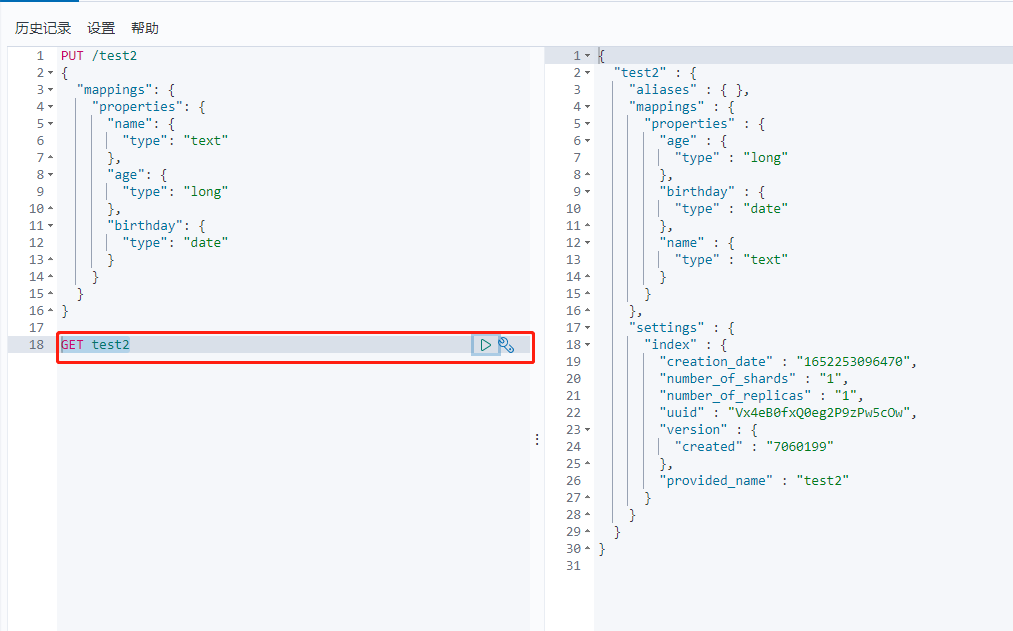 历史记录 设置 帮助
1 PUT /test2
2 {
3 "mappings": {
4 "properties": {
5 "name": {
6 "type": "text"
7 },
8 "age": {
9 "type": "long"
10 },
11 "birthday": {
12 "type": "date"
13 }
14 }
15 }
16 }
17
18 GET test2
1 {
2 "test2" : {
3 "aliases" : { },
4 "mappings" : {
5 "properties" : {
6 "age" : {
7 "type" : "long"
8 },
9 "birthday" : {
10 "type" : "date"
11 },
12 "name" : {
13 "type" : "text"
14 }
15 }
16 },
17 "settings" : {
18 "index" : {
19 "creation_date" : "1652253096470",
20 "number_of_shards" : "1",
21 "number_of_replicas" : "1",
22 "uuid" : "Vx4eB0fxQ0eg2P9zPw5cOw",
23 "version" : {
24 "created" : "7060199"
25 },
26 "provided_name" : "test2"
27 }
28 }
29 }
30 }
31